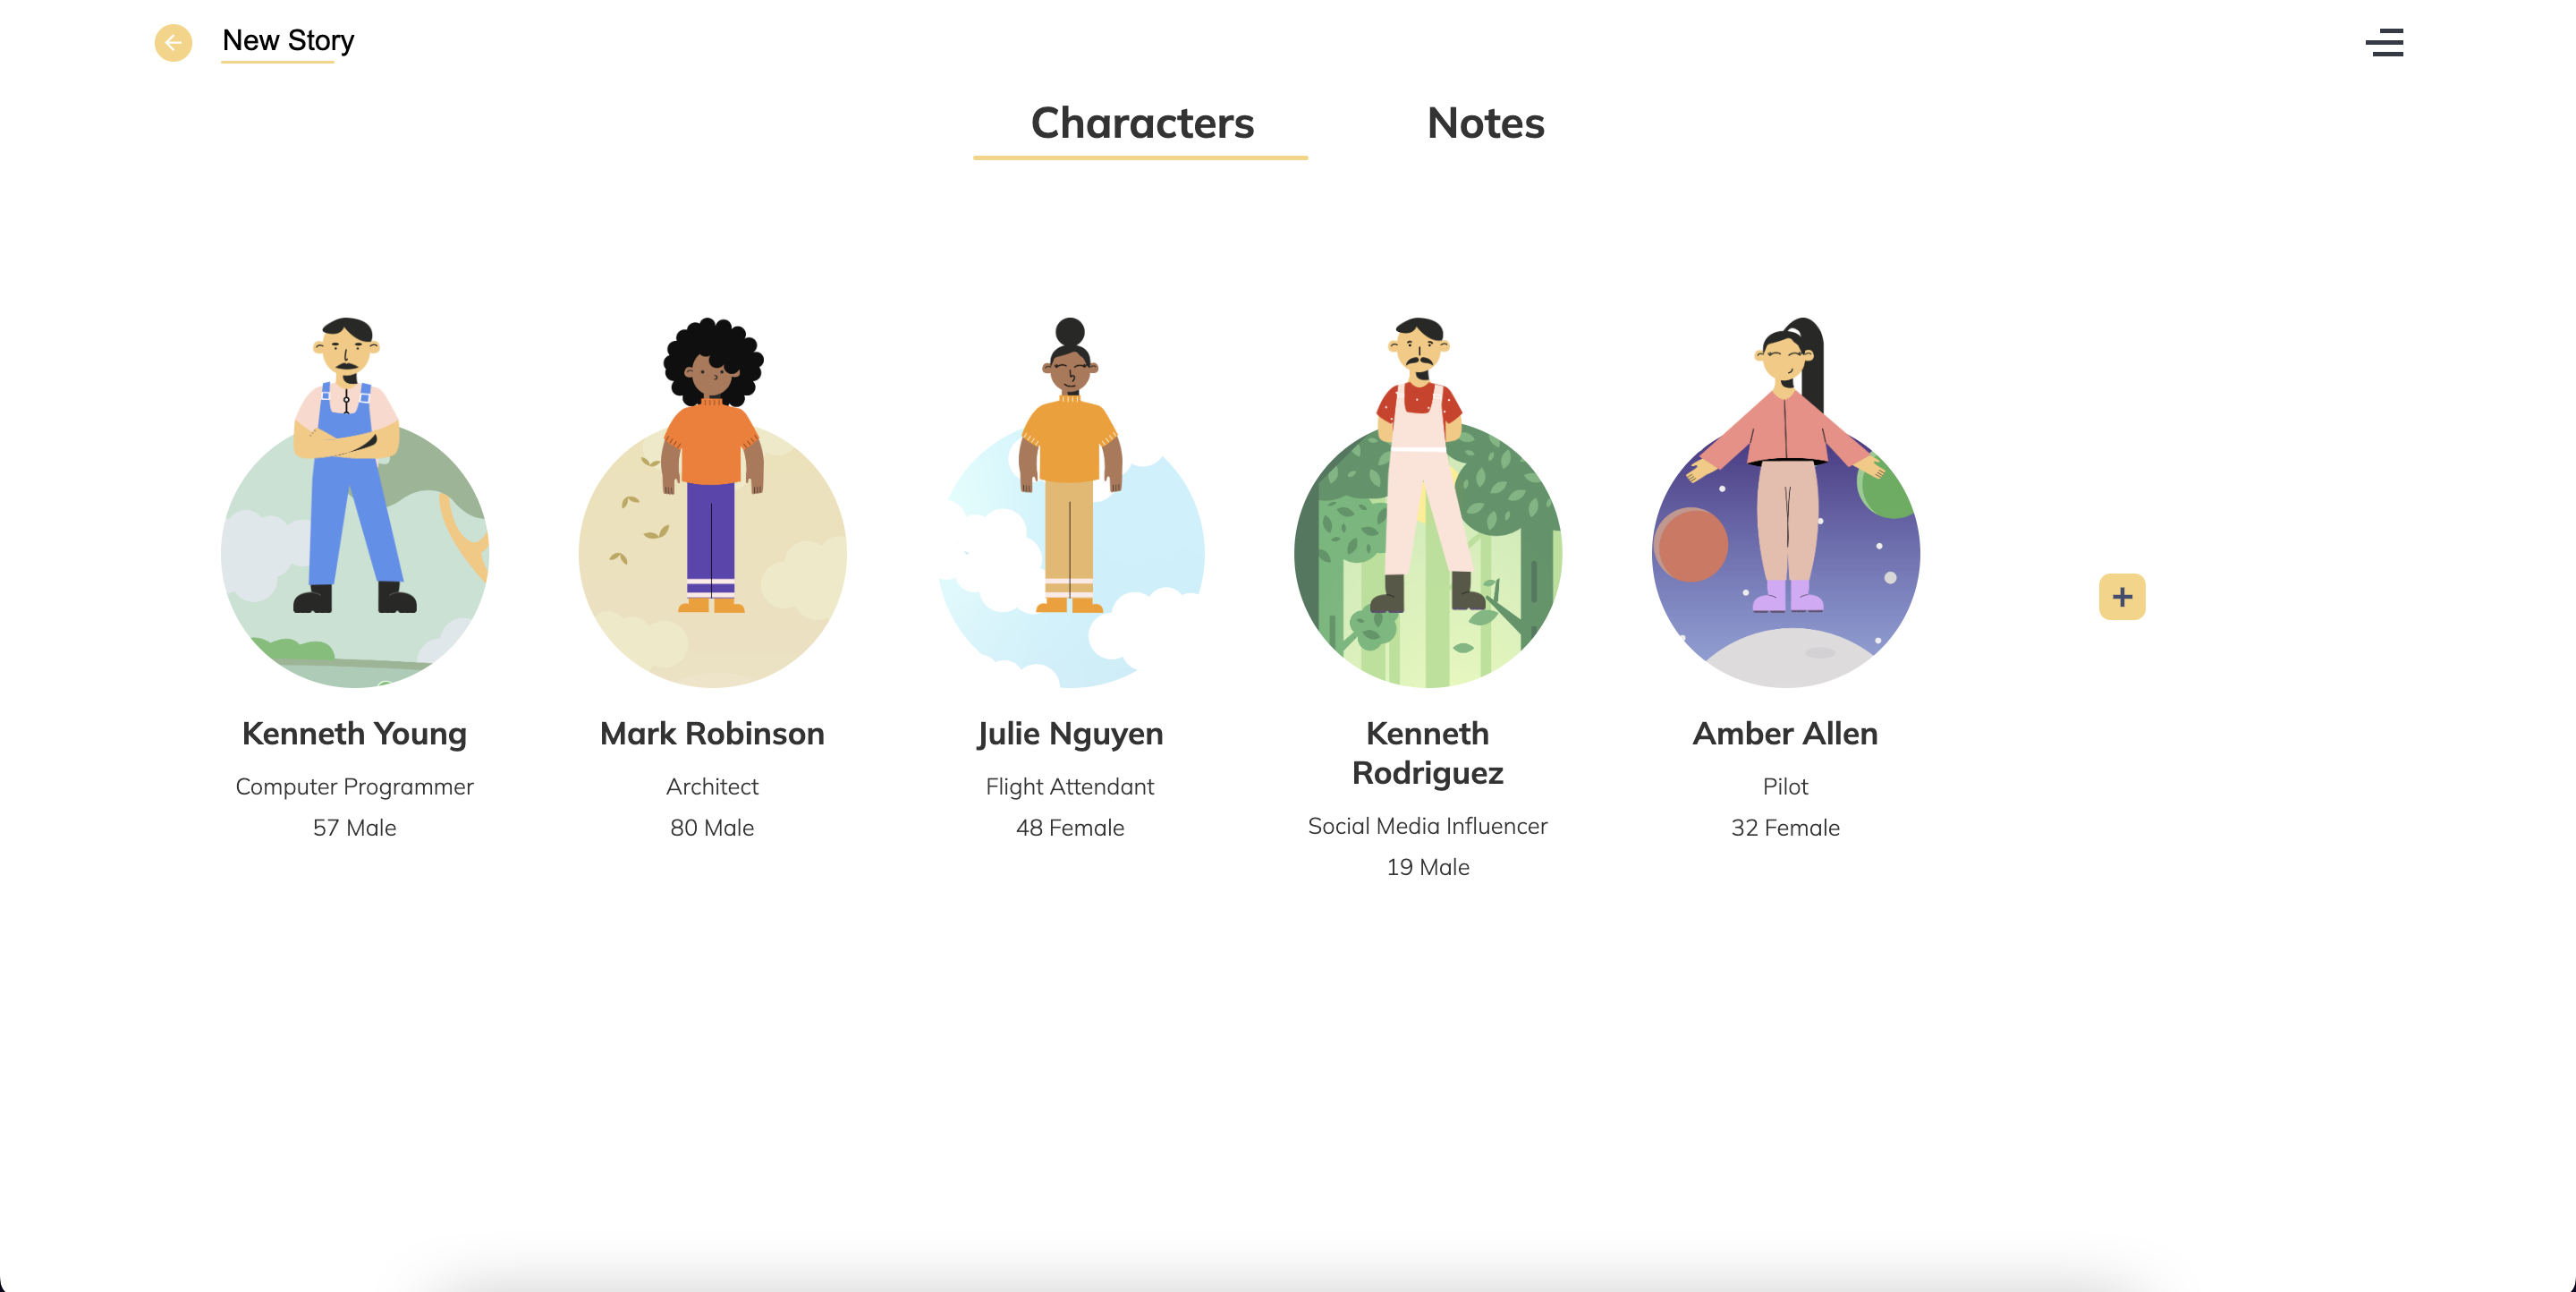 New Story
Characters
Notes
Kenneth Young
Computer Programmer
57 Male
Mark Robinson
Architect
80 Male
Julie Nguyen
Flight Attendant
48 Female
Kenneth
Rodriguez
Social Media Influencer
19 Male
Amber Allen
Pilot
32 Female